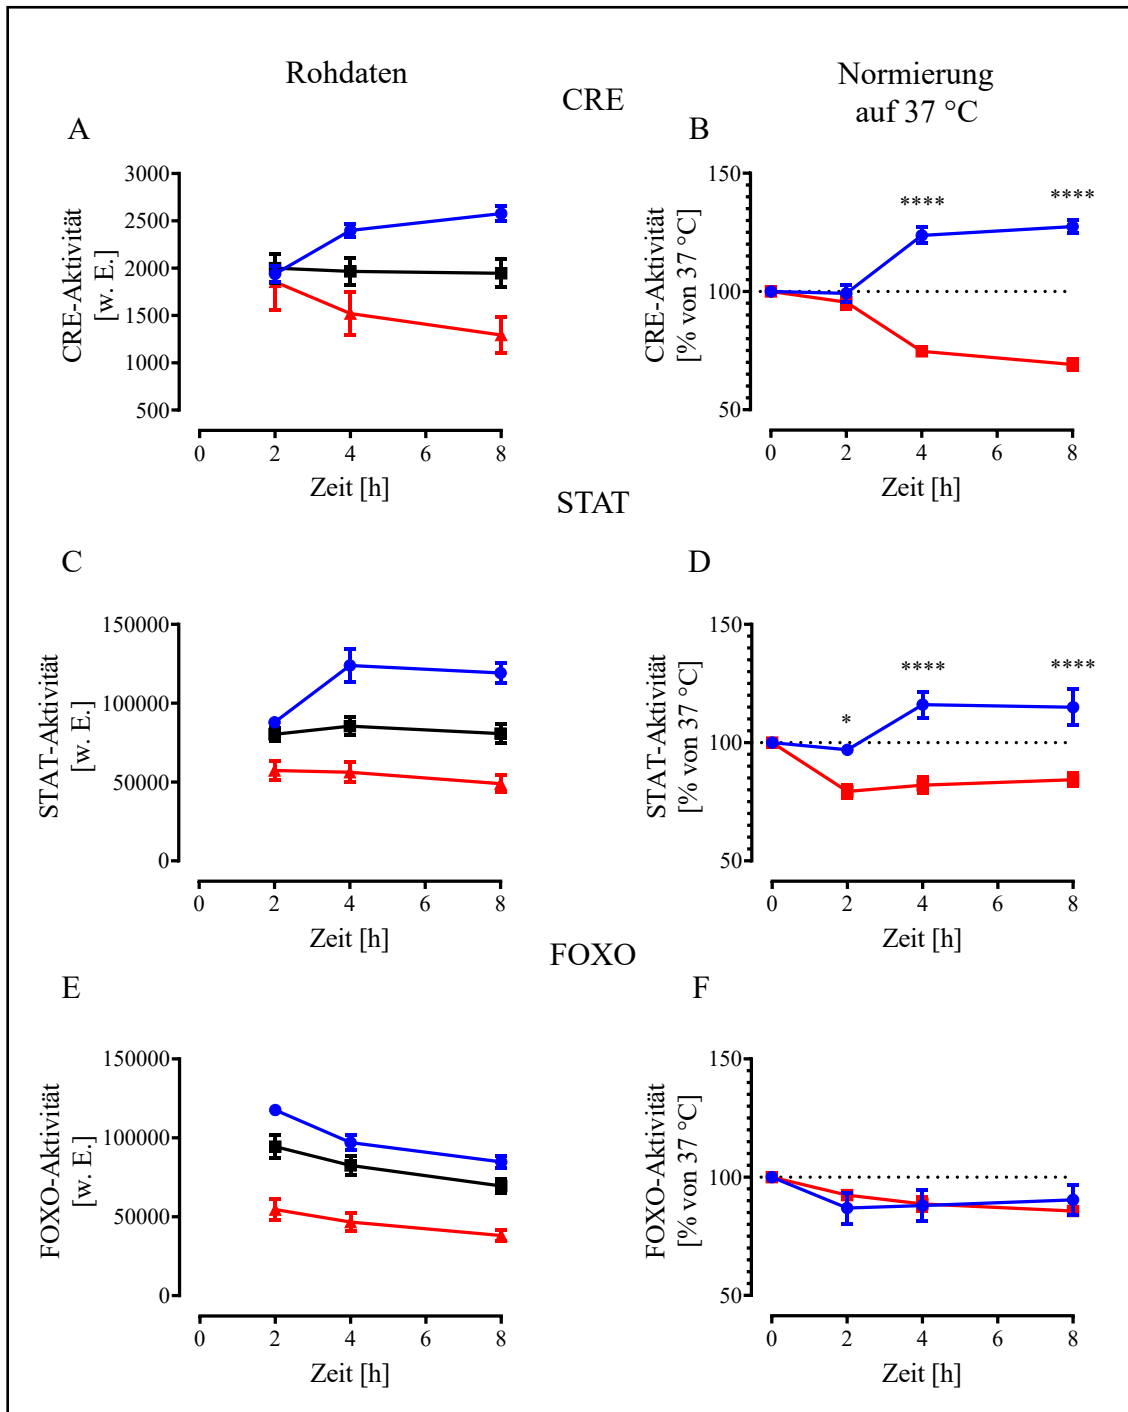 Rohdaten
Normierung
auf 37 °C
CRE
A
CRE-Aktivität
[w. E.]
3000
2500
2000
1500
1000
500
0 2 4 6 8
Zeit [h]
B
CRE-Aktivität
[% von 37 °C]
150
100
50
**** ****
0 2 4 6 8
Zeit [h]
STAT
C
STAT-Aktivität
[w. E.]
150000
100000
50000
0
0 2 4 6 8
Zeit [h]
D
STAT-Aktivität
[% von 37 °C]
150
100
50
* **** ****
0 2 4 6 8
Zeit [h]
FOXO
E
FOXO-Aktivität
[w. E.]
150000
100000
50000
0
0 2 4 6 8
Zeit [h]
F
FOXO-Aktivität
[% von 37 °C]
150
100
50
0 2 4 6 8
Zeit [h]